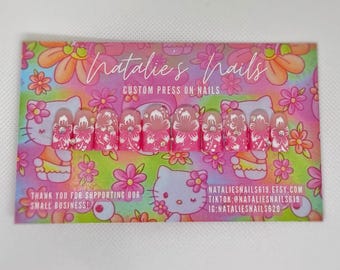 Natalie's Nails
CUSTOM PRESS ON NAILS
THANK YOU FOR SUPPORTING OUR
SMALL BUSINESS!
NATALIESNAILS619.ETSY.COM
TIKTOK:@NATALIESNAILS619
IG:NATALIESNAILS620